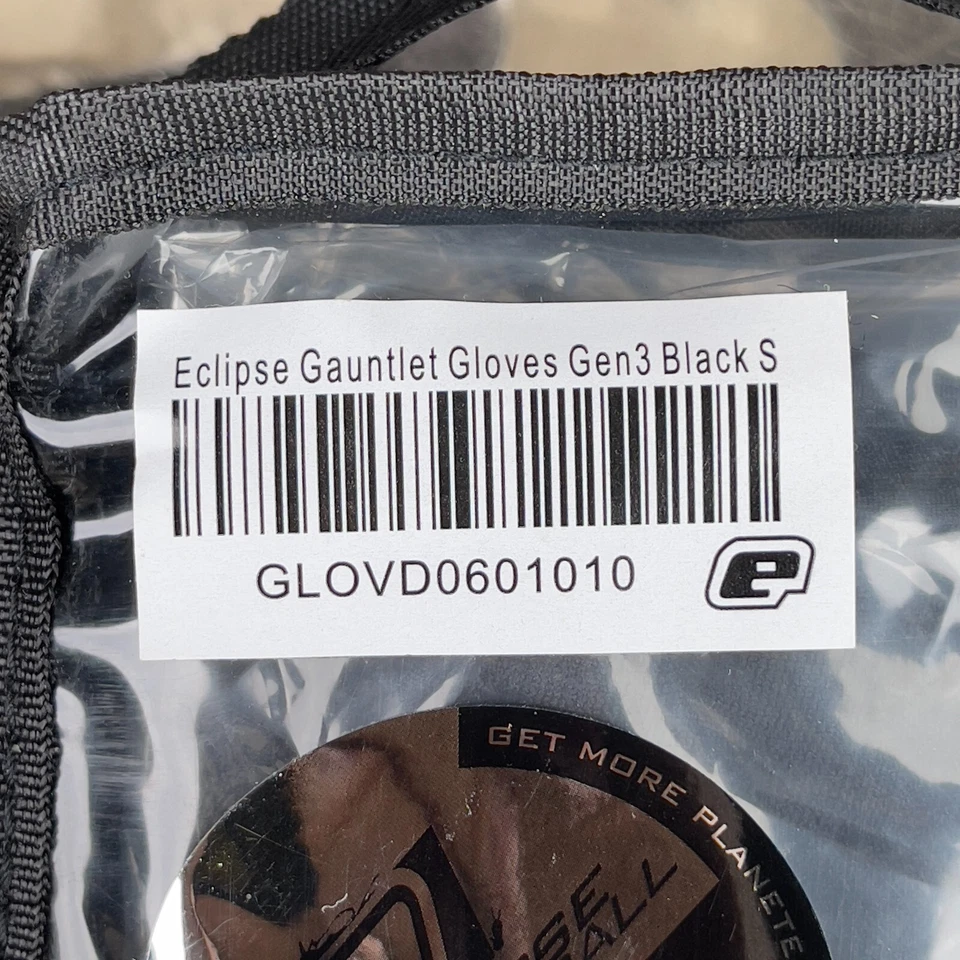 Eclipse Gauntlet Gloves Gen3 Black S
GLOVD0601010
e
GET MORE PLANETE